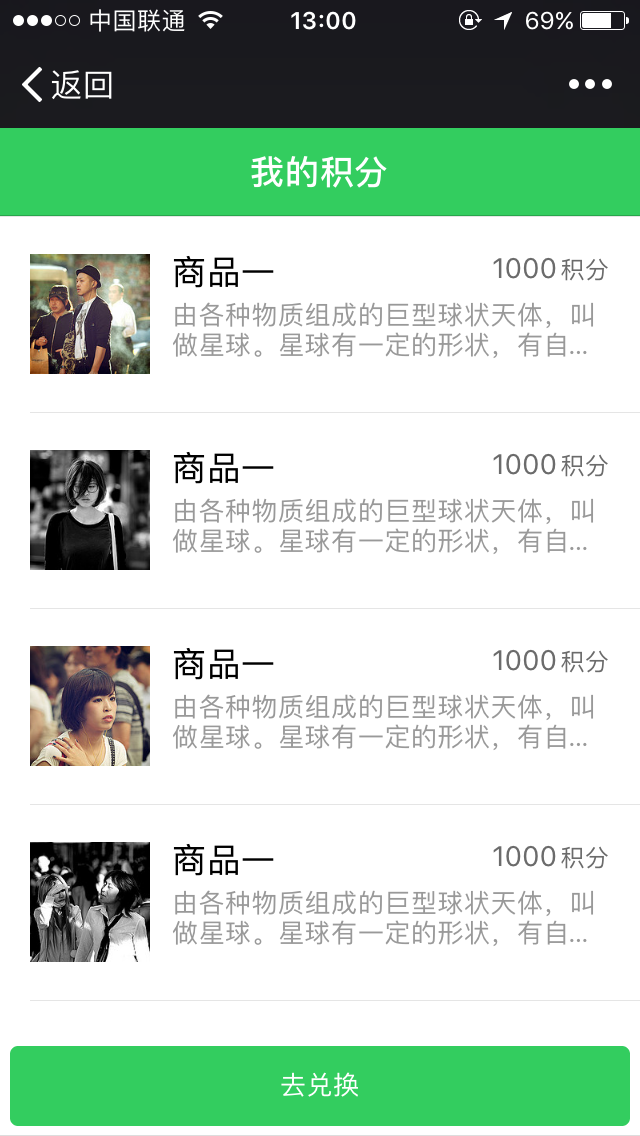 中国联通 13:00 69%
返回
我的积分
商品一 1000积分
由各种物质组成的巨型球状天体，叫
做星球。星球有一定的形状，有自...
商品一 1000积分
由各种物质组成的巨型球状天体，叫
做星球。星球有一定的形状，有自...
商品一 1000积分
由各种物质组成的巨型球状天体，叫
做星球。星球有一定的形状，有自...
商品一 1000积分
由各种物质组成的巨型球状天体，叫
做星球。星球有一定的形状，有自...
去兑换